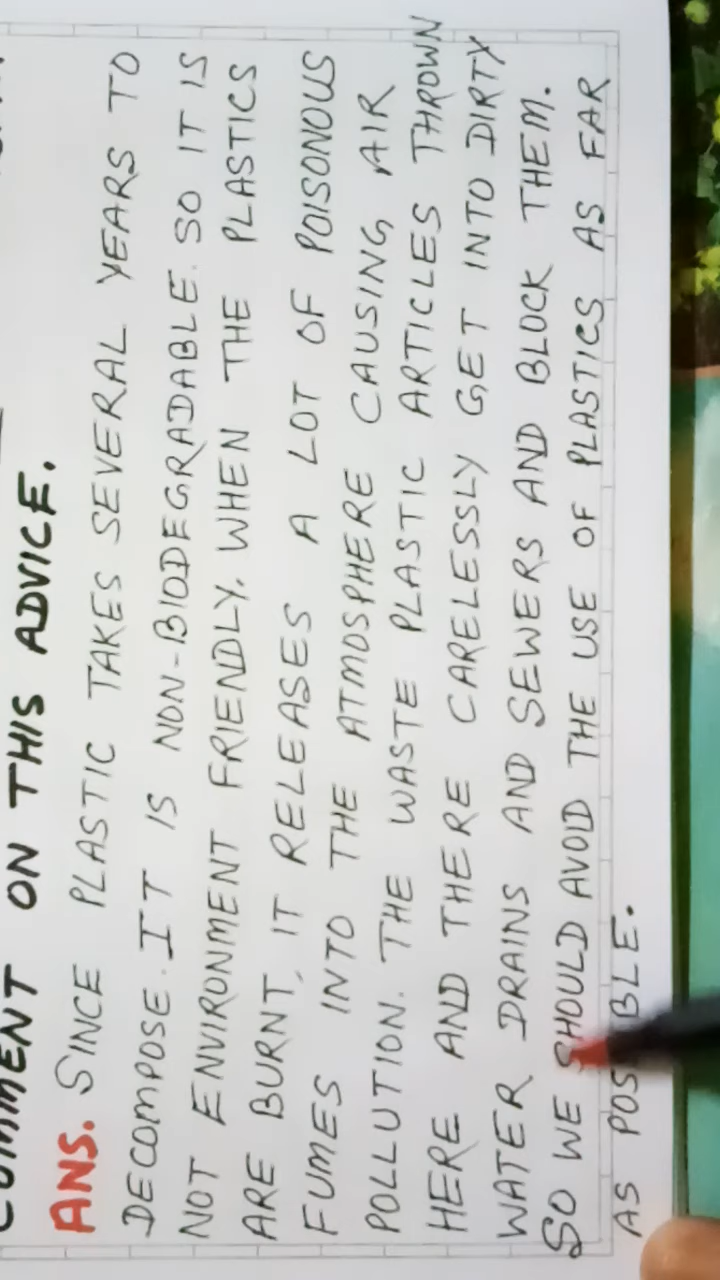 COMMENT ON THIS ADVICE.
ANS. SINCE PLASTIC TAKES SEVERAL YEARS TO
DECOMPOSE. IT IS NON-BIODEGRADABLE. SO IT IS
NOT ENVIRONMENT FRIENDLY. WHEN THE PLASTICS
ARE BURNT, IT RELEASES A LOT OF POISONOUS
FUMES INTO THE ATMOSPHERE CAUSING AIR
POLLUTION. THE WASTE PLASTIC ARTICLES THROWN
HERE AND THERE CARELESSLY GET INTO DIRTY
WATER DRAINS AND SEWERS AND BLOCK THEM.
SO WE SHOULD AVOID THE USE OF PLASTICS AS FAR
AS POSSIBLE.